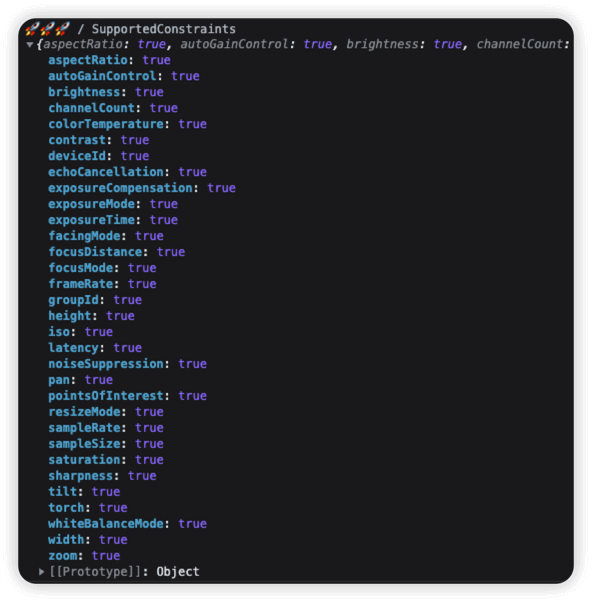 🚀🚀🚀 / SupportedConstraints
▼{aspectRatio: true, autoGainControl: true, brightness: true, channelCount:
aspectRatio: true
autoGainControl: true
brightness: true
channelCount: true
colorTemperature: true
contrast: true
deviceId: true
echoCancellation: true
exposureCompensation: true
exposureMode: true
exposureTime: true
facingMode: true
focusDistance: true
focusMode: true
frameRate: true
groupId: true
height: true
iso: true
latency: true
noiseSuppression: true
pan: true
pointsOfInterest: true
resizeMode: true
sampleRate: true
sampleSize: true
saturation: true
sharpness: true
tilt: true
torch: true
whiteBalanceMode: true
width: true
zoom: true
▶[[Prototype]]: Object